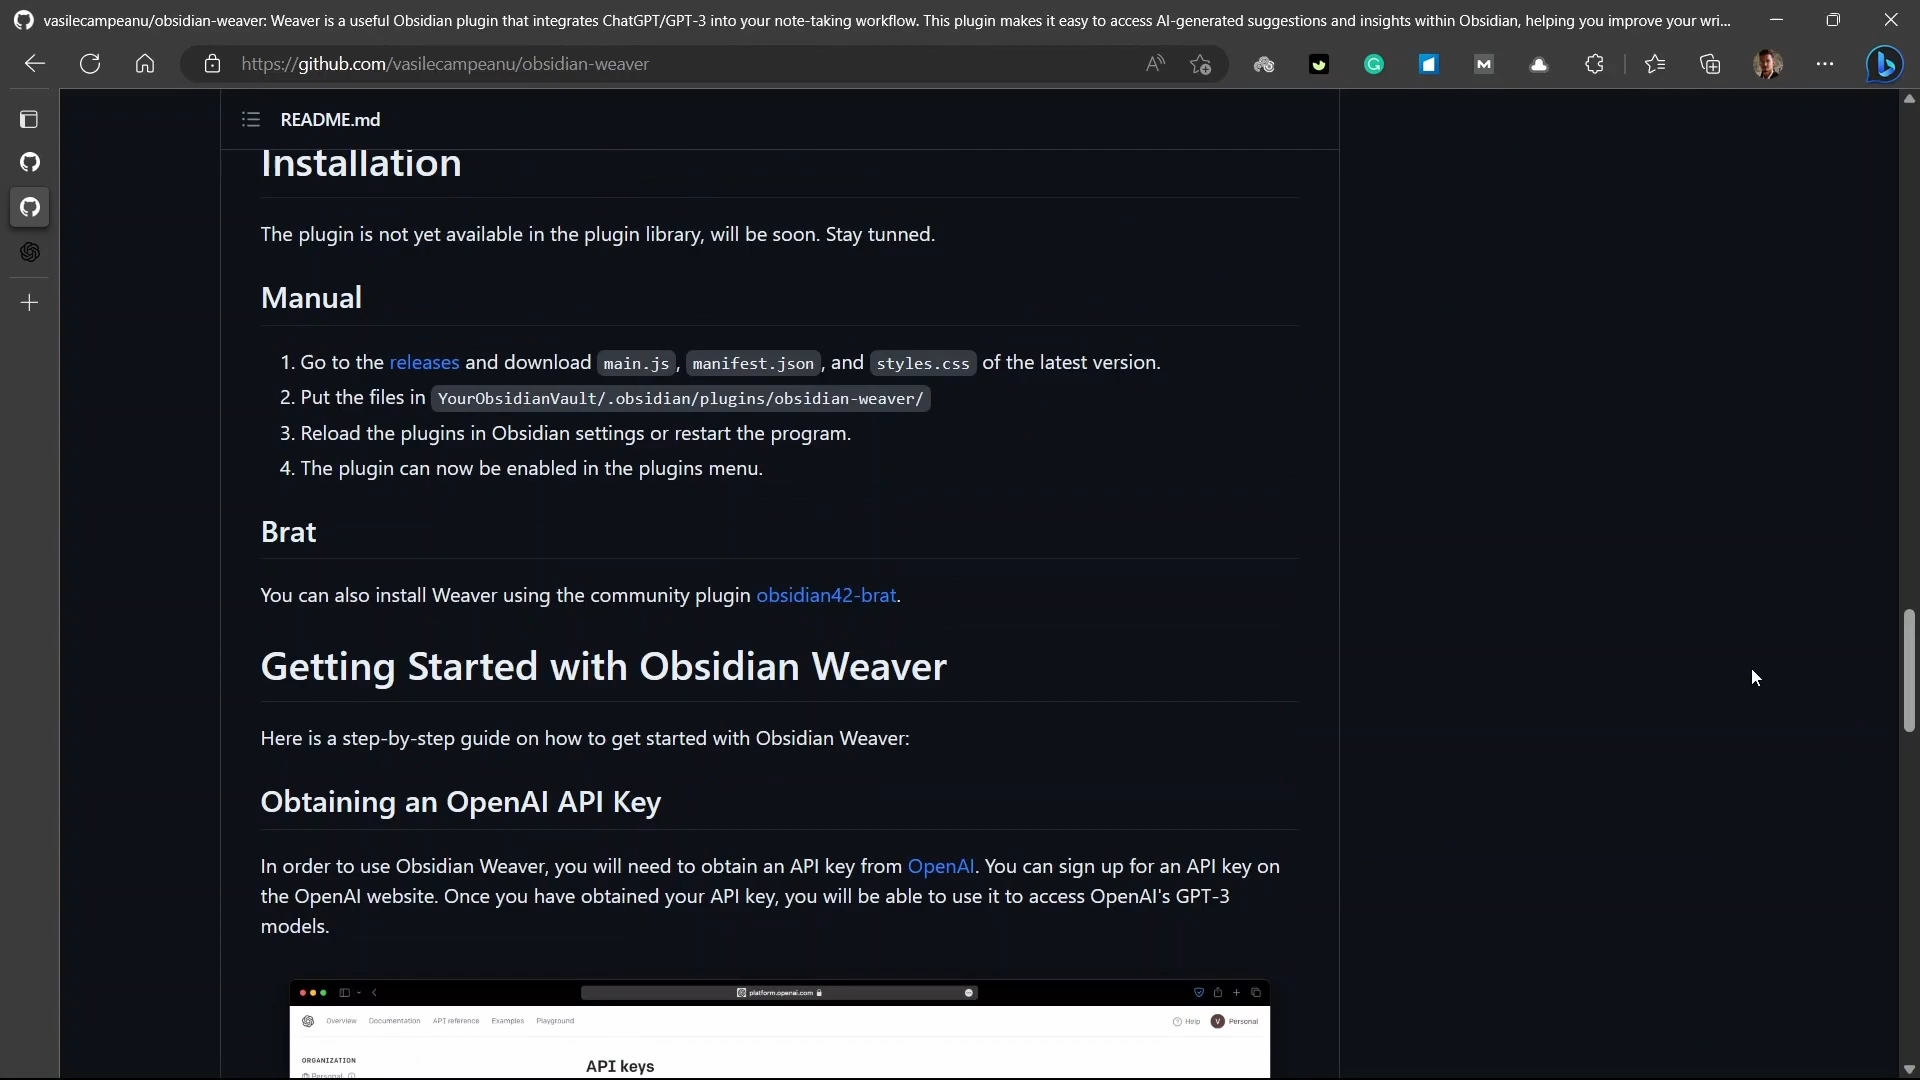 vasilecampeanu/obsidian-weaver: Weaver is a useful Obsidian plugin that integrates ChatGPT/GPT-3 into your note-taking workflow. This plugin makes it easy to access AI-generated suggestions and insights within Obsidian, helping you improve your wri...
https://github.com/vasilecampeanu/obsidian-weaver
README.md
Installation
The plugin is not yet available in the plugin library, will be soon. Stay tunned.
Manual
1. Go to the releases and download main.js, manifest.json, and styles.css of the latest version.
2. Put the files in YourObsidianVault/.obsidian/plugins/obsidian-weaver/
3. Reload the plugins in Obsidian settings or restart the program.
4. The plugin can now be enabled in the plugins menu.
Brat
You can also install Weaver using the community plugin obsidian42-brat.
Getting Started with Obsidian Weaver
Here is a step-by-step guide on how to get started with Obsidian Weaver:
Obtaining an OpenAI API Key
In order to use Obsidian Weaver, you will need to obtain an API key from OpenAI. You can sign up for an API key on
the OpenAI website. Once you have obtained your API key, you will be able to use it to access OpenAI's GPT-3
models.
platform.openai.com
Overview Documentation API reference Examples Playground Help V Personal
ORGANIZATION
API keys
Personal